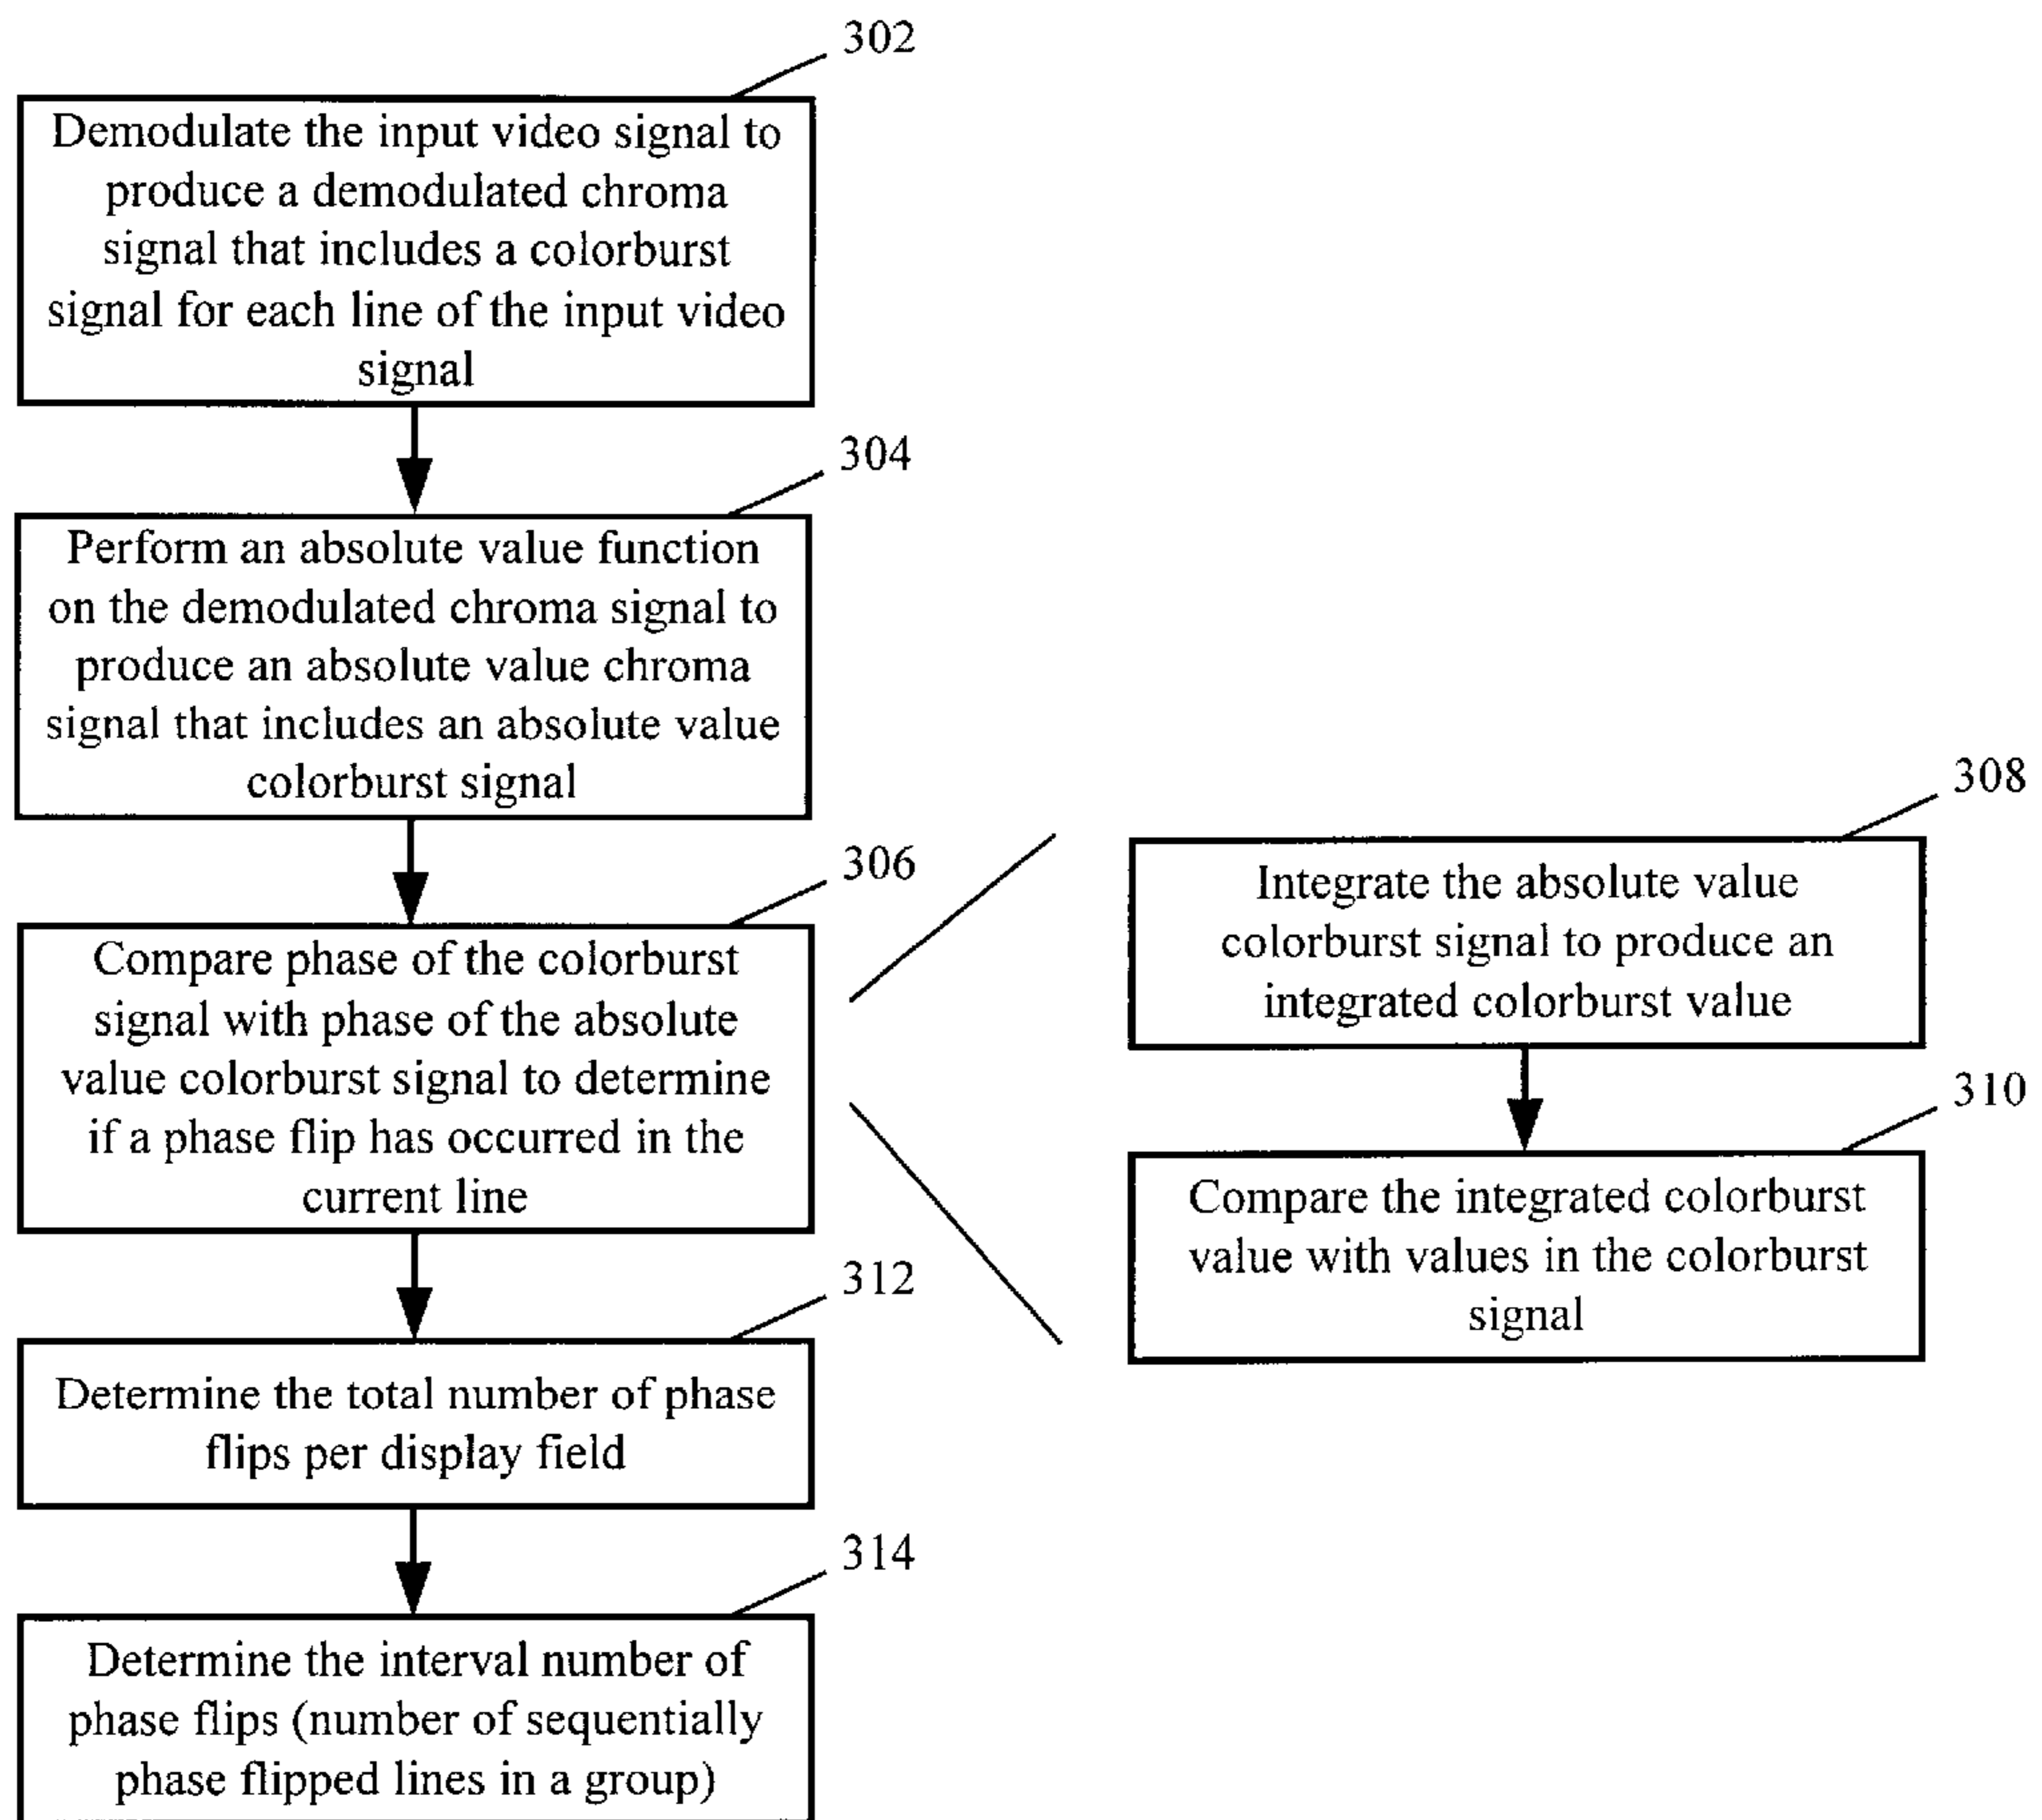 302
Demodulate the input video signal to
produce a demodulated chroma
signal that includes a colorburst
signal for each line of the input video
signal
304
Perform an absolute value function
on the demodulated chroma signal to
produce an absolute value chroma
signal that includes an absolute value
colorburst signal
306
Compare phase of the colorburst
signal with phase of the absolute
value colorburst signal to determine
if a phase flip has occurred in the
current line
308
Integrate the absolute value
colorburst signal to produce an
integrated colorburst value
310
Compare the integrated colorburst
value with values in the colorburst
signal
312
Determine the total number of phase
flips per display field
314
Determine the interval number of
phase flips (number of sequentially
phase flipped lines in a group)